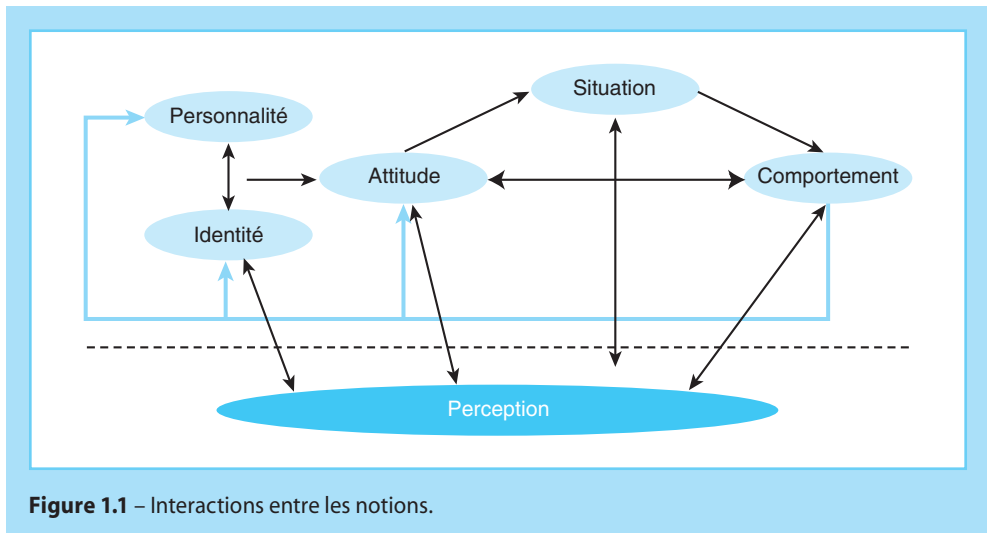 Situation
Personnalité
Attitude
Comportement
Identité
Perception
Figure 1.1 – Interactions entre les notions.